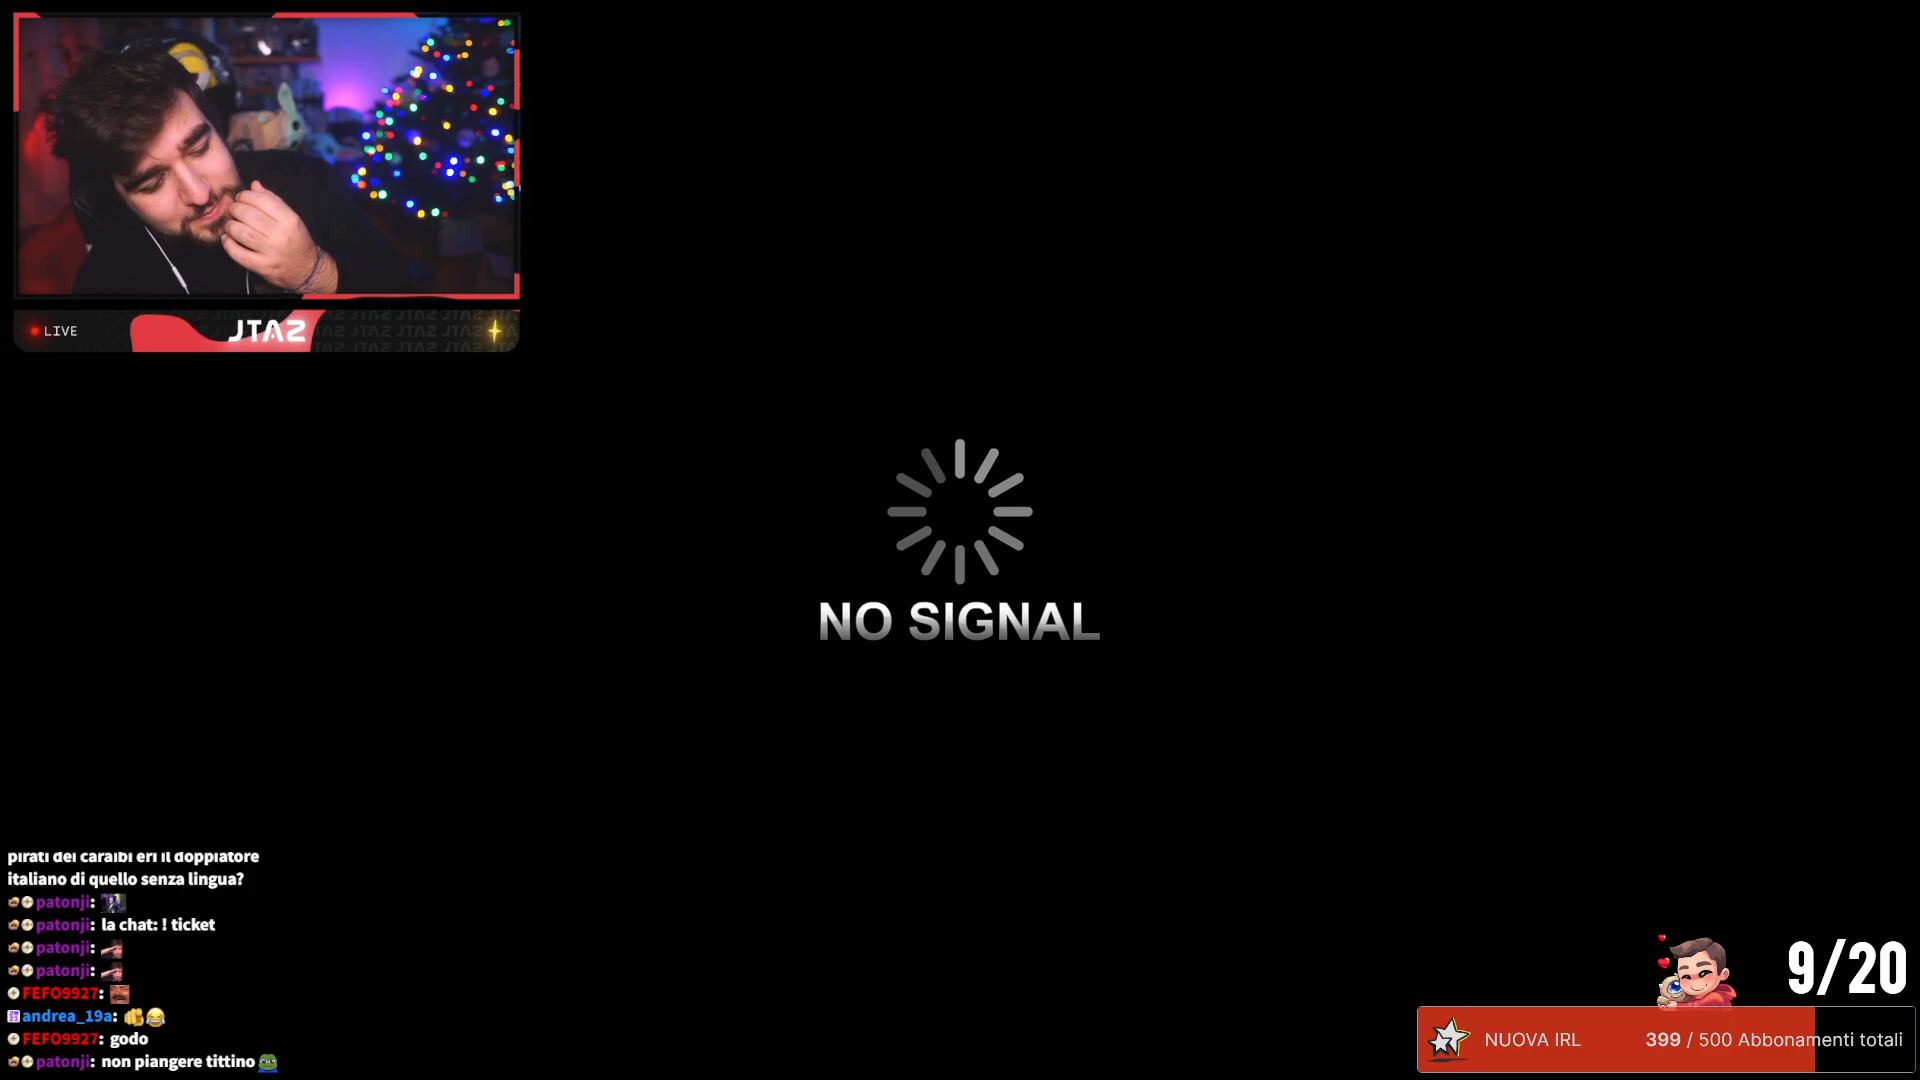 LIVE
JTAZ
NO SIGNAL
pirati dei caraibi eri il doppiatore
italiano di quello senza lingua?
patonji:
patonji: la chat: ! ticket
patonji:
patonji:
FEFO9927:
andrea_19a:
FEFO9927: godo
patonji: non piangere tittino
9/20
NUOVA IRL 399 / 500 Abbonamenti totali